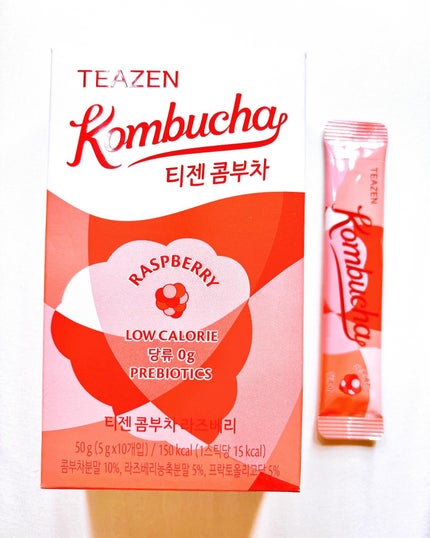 TEAZEN
Kombucha
티젠 콤부차
RASPBERRY
LOW CALORIE
당류 0g
PREBIOTICS
티젠 콤부차 라즈베리
50 g (5 g x 10개입) / 150 kcal (1스틱당 15 kcal)
콤부차분말 10%, 라즈베리농축분말 5%, 프락토올리고당 5%
TEAZEN
Kombucha